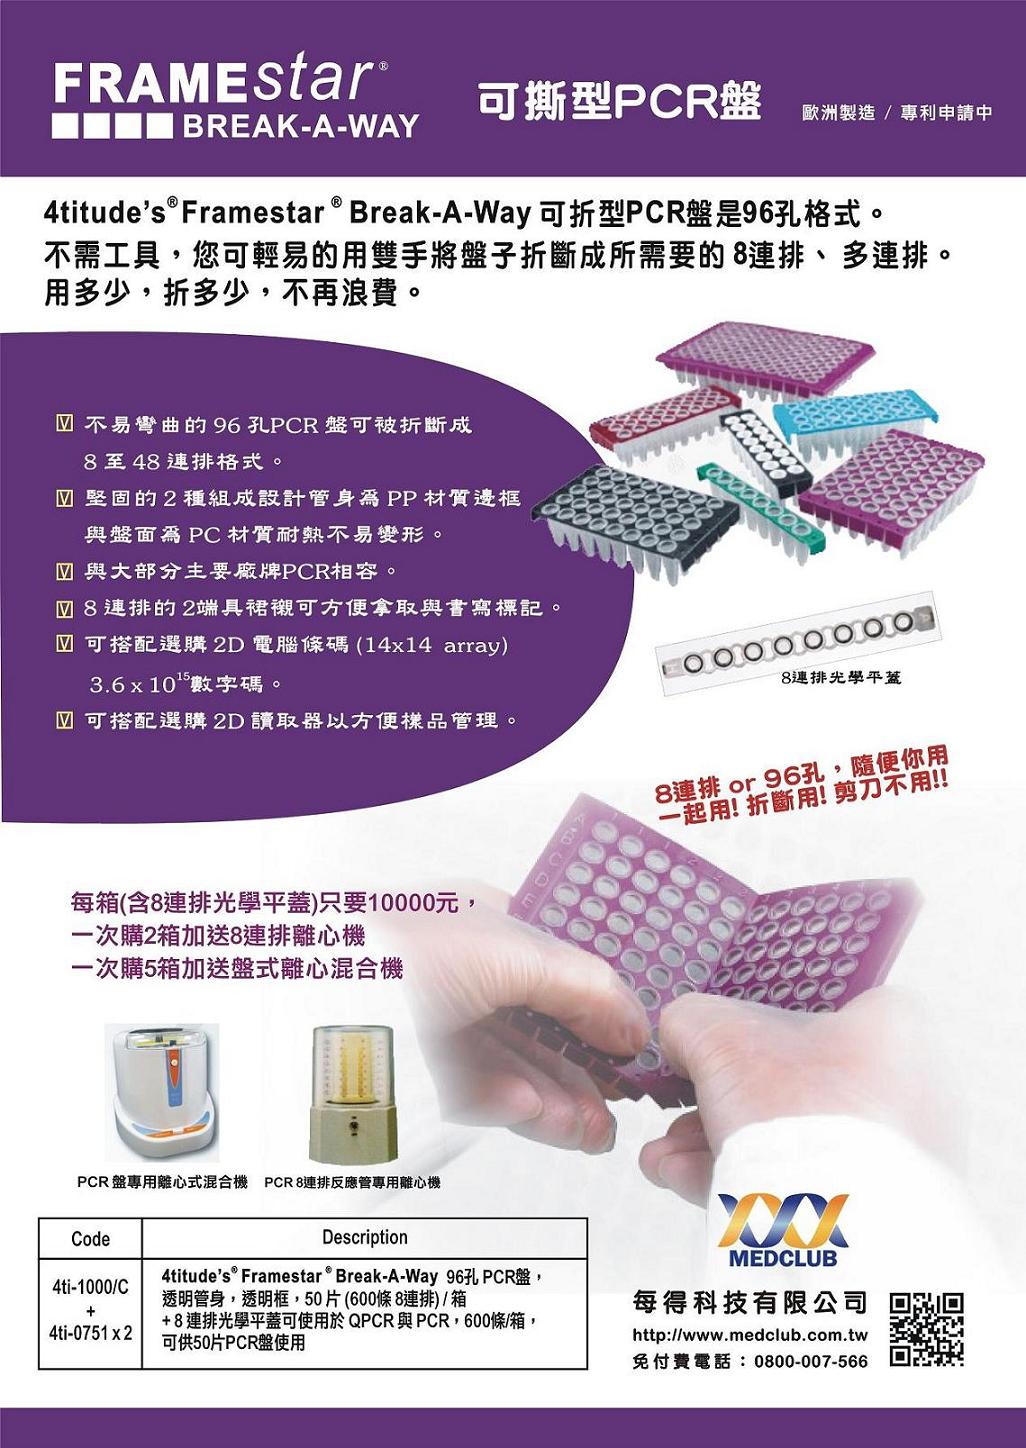 FRAMEstar®
BREAK-A-WAY
可撕型PCR盤
歐洲製造 / 專利申請中
4titude's® Framestar® Break-A-Way 可折型PCR盤是96孔格式。
不需工具，您可輕易的用雙手將盤子折斷成所需要的 8連排、多連排。
用多少，折多少，不再浪費。
不易彎曲的 96 孔PCR 盤可被折斷成
8 至 48 連排格式。
堅固的 2 種組成設計管身為 PP 材質邊框
與盤面為 PC 材質耐熱不易變形。
與大部分主要廠牌PCR相容。
8 連排的 2端具裙襯可方便拿取與書寫標記。
可搭配選購 2D 電腦條碼 (14x14 array)
3.6 x 10¹⁵數字碼。
可搭配選購 2D 讀取器以方便樣品管理。
8連排光學平蓋
8連排 or 96孔，隨便你用
一起用! 折斷用! 剪刀不用!!
每箱(含8連排光學平蓋)只要10000元，
一次購2箱加送8連排離心機
一次購5箱加送盤式離心混合機
PCR 盤專用離心式混合機
PCR 8連排反應管專用離心機
Code
Description
4ti-1000/C
+
4ti-0751 x 2
4titude's® Framestar® Break-A-Way 96孔 PCR盤，
透明管身，透明框，50 片 (600條 8連排) / 箱
+ 8 連排光學平蓋可使用於 QPCR 與 PCR，600條/箱，
可供50片PCR盤使用
MEDCLUB
每得科技有限公司
http://www.medclub.com.tw
免付費電話：0800-007-566